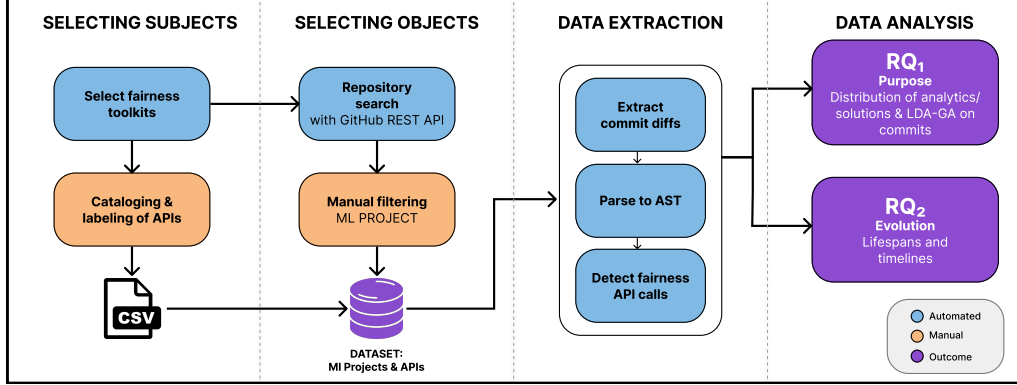 SELECTING SUBJECTS
SELECTING OBJECTS
DATA EXTRACTION
DATA ANALYSIS
Select fairness
toolkits
Cataloging &
labeling of APIs
CSV
Repository
search
with GitHub REST API
Manual filtering
ML PROJECT
DATASET:
Ml Projects & APIs
Extract
commit diffs
Parse to AST
Detect fairness
API calls
RQ₁
Purpose
Distribution of analytics/
solutions & LDA-GA on
commits
RQ₂
Evolution
Lifespans and
timelines
Automated
Manual
Outcome